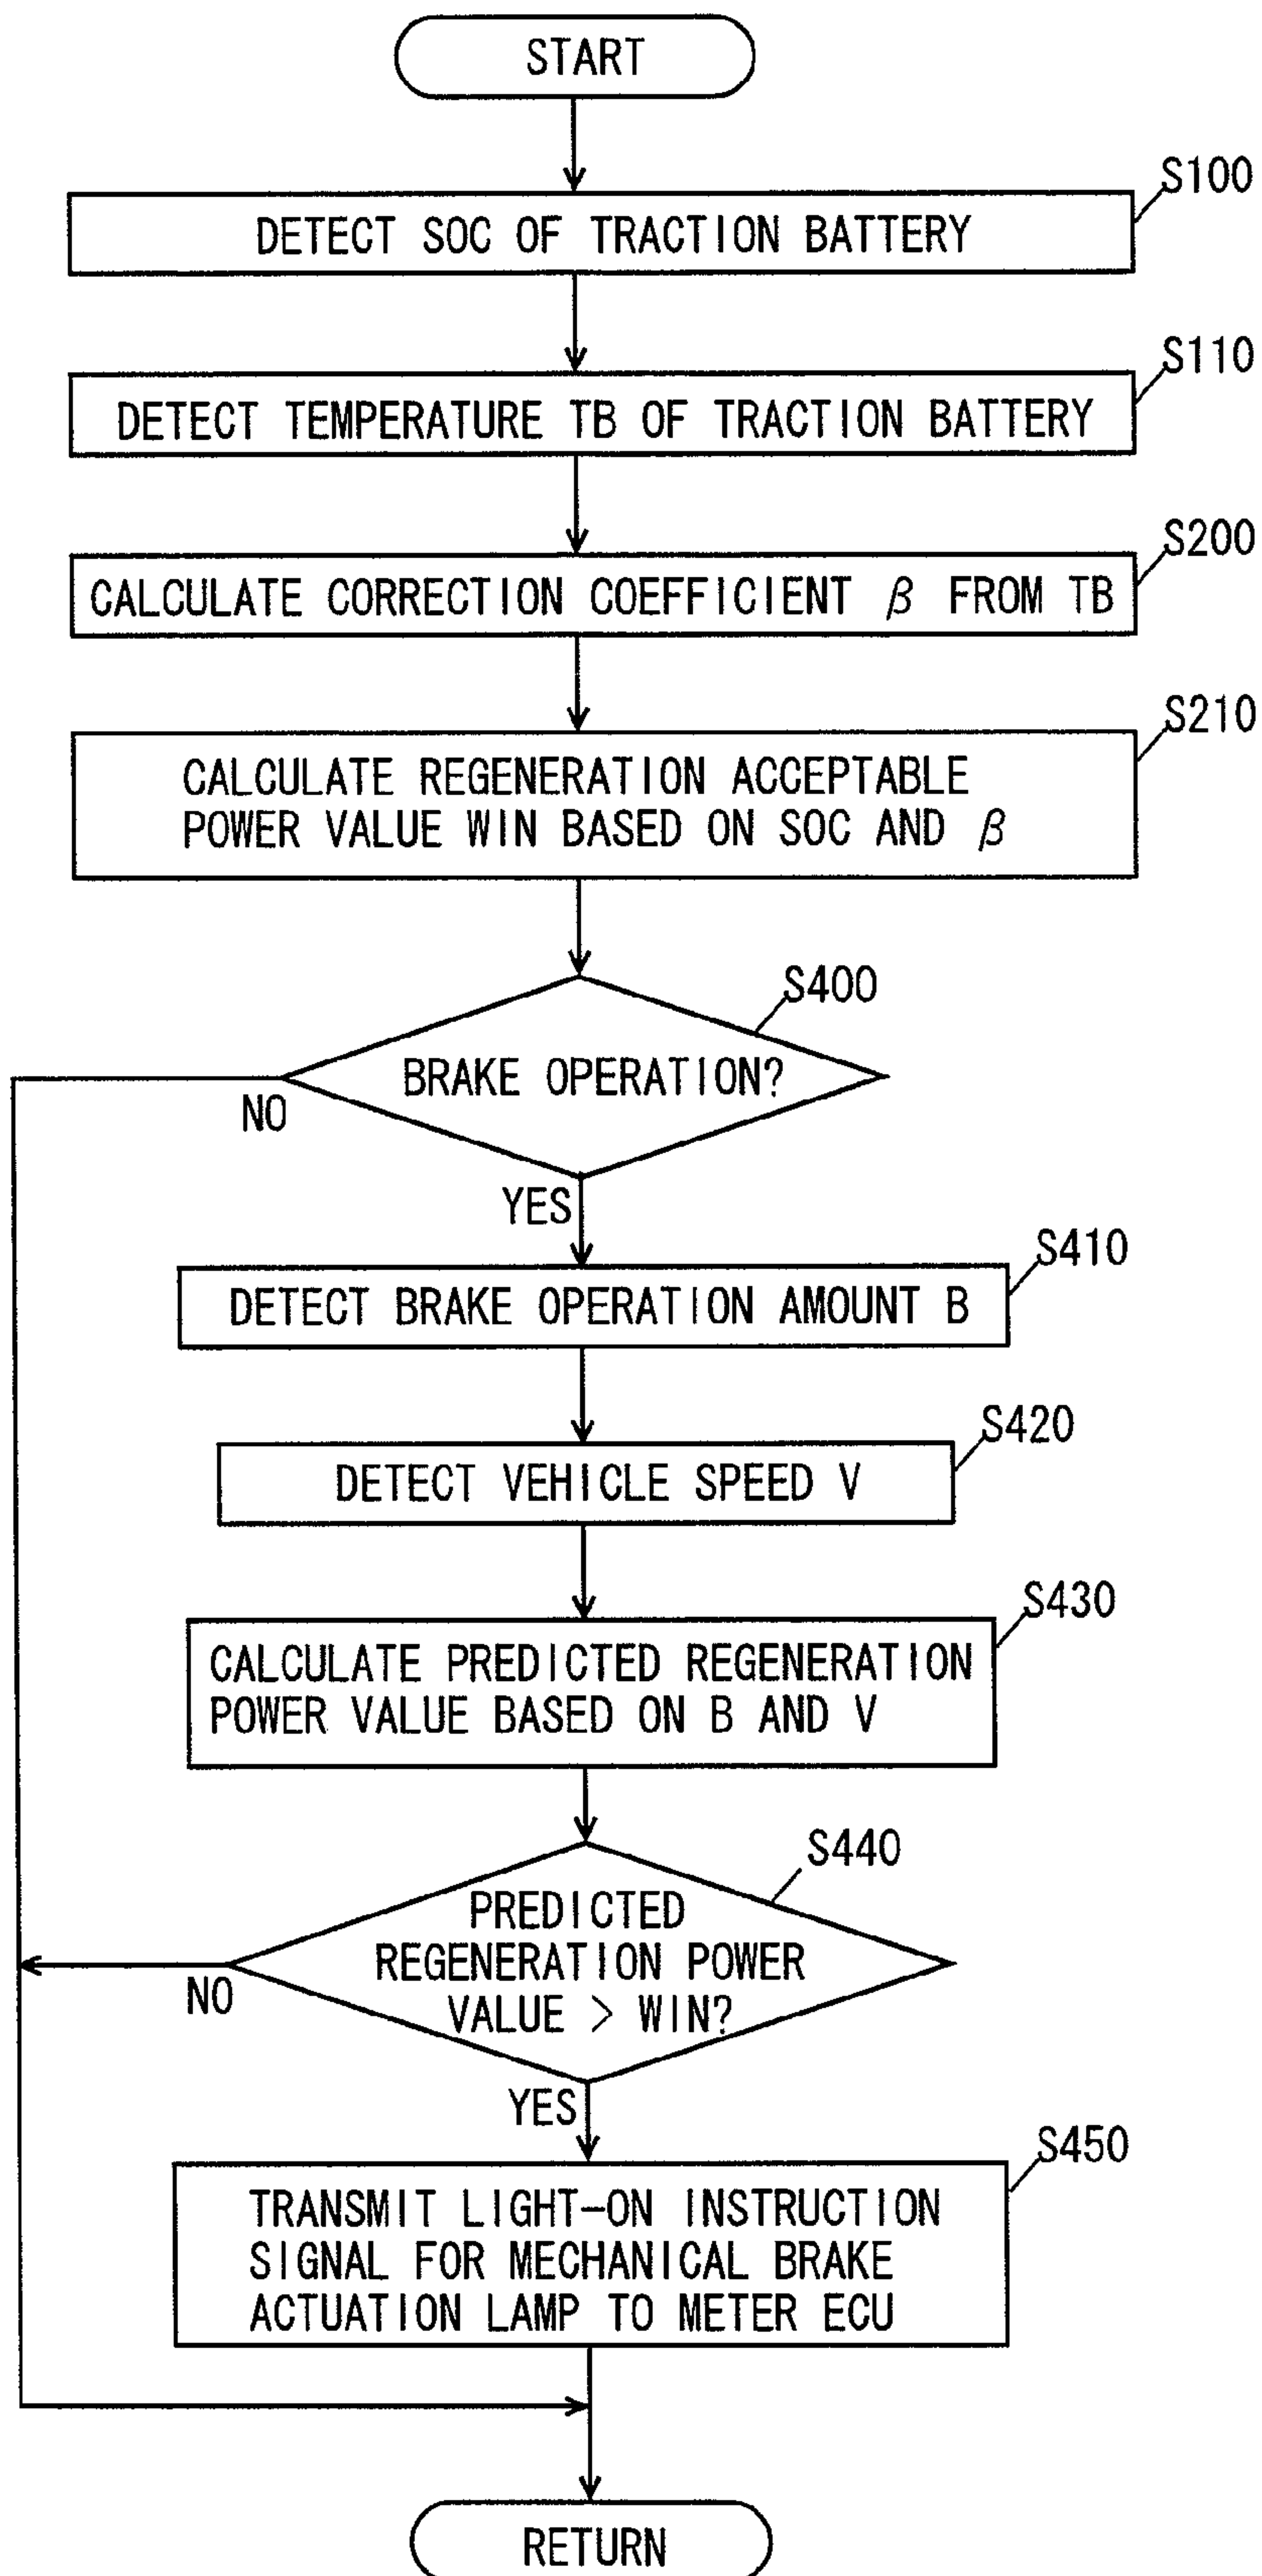 START
S100
DETECT SOC OF TRACTION BATTERY
S110
DETECT TEMPERATURE TB OF TRACTION BATTERY
S200
CALCULATE CORRECTION COEFFICIENT β FROM TB
S210
CALCULATE REGENERATION ACCEPTABLE
POWER VALUE WIN BASED ON SOC AND β
S400
BRAKE OPERATION?
NO
YES
S410
DETECT BRAKE OPERATION AMOUNT B
S420
DETECT VEHICLE SPEED V
S430
CALCULATE PREDICTED REGENERATION
POWER VALUE BASED ON B AND V
S440
PREDICTED
REGENERATION POWER
VALUE > WIN?
NO
YES
S450
TRANSMIT LIGHT-ON INSTRUCTION
SIGNAL FOR MECHANICAL BRAKE
ACTUATION LAMP TO METER ECU
RETURN